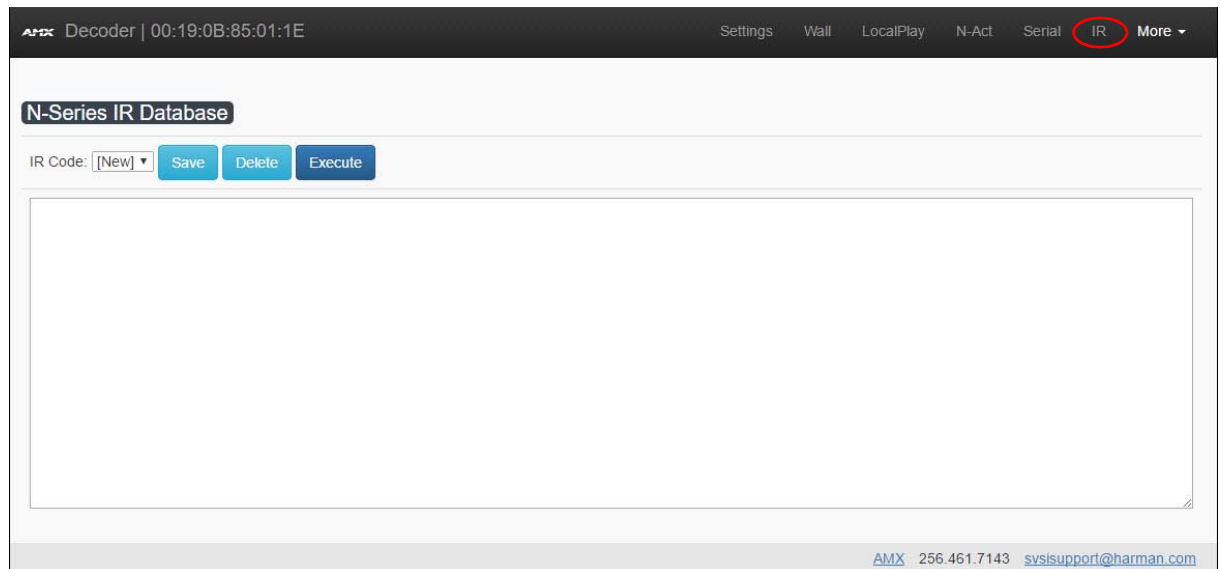 AMX Decoder | 00:19:0B:85:01:1E Settings Wall LocalPlay N-Act Serial IR More
N-Series IR Database
IR Code: [New] Save Delete Execute
AMX 256.461.7143 svsisupport@harman.com